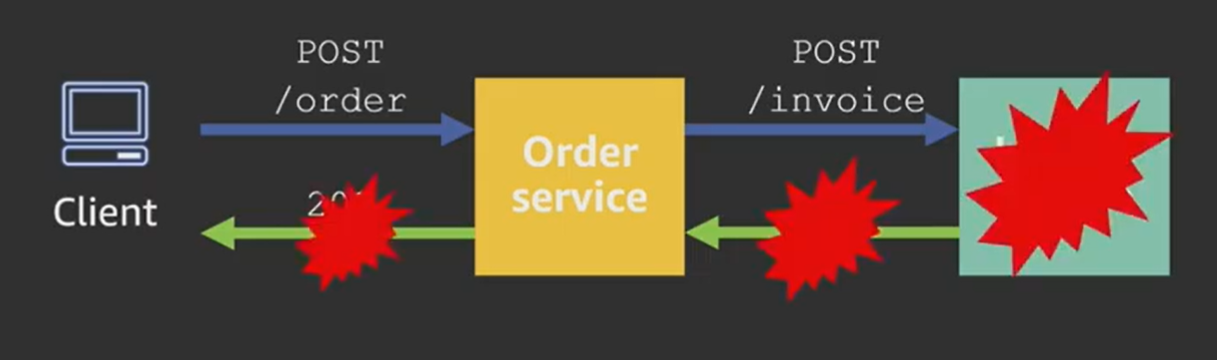 POST
/order
POST
/invoice
Order
service
Client